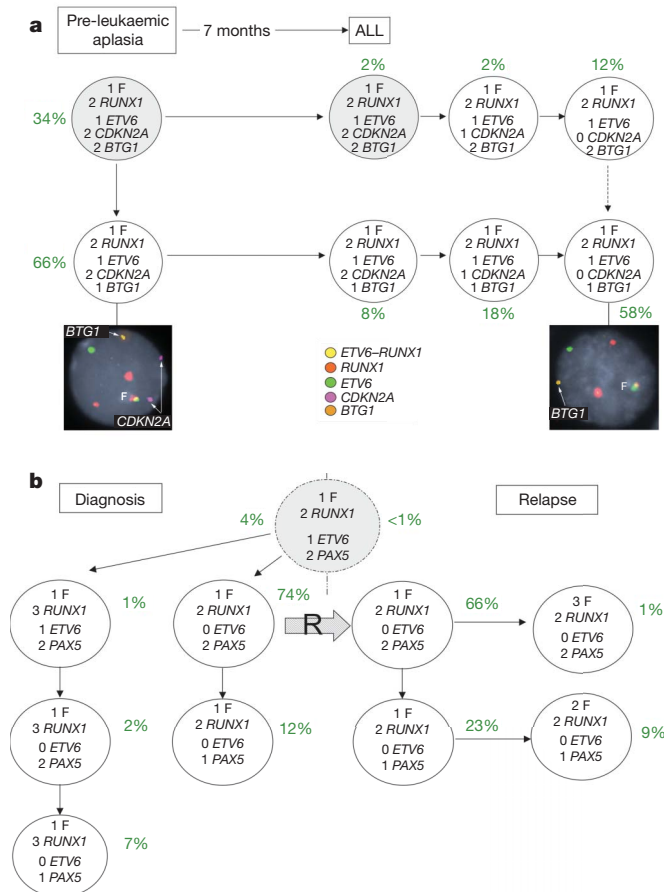 a
Pre-leukaemic
aplasia
7 months
ALL
34%
1 F
2 RUNX1
1 ETV6
2 CDKN2A
2 BTG1
2%
1 F
2 RUNX1
1 ETV6
2 CDKN2A
2 BTG1
2%
1 F
2 RUNX1
1 ETV6
1 CDKN2A
2 BTG1
12%
1 F
2 RUNX1
1 ETV6
0 CDKN2A
2 BTG1
66%
1 F
2 RUNX1
1 ETV6
2 CDKN2A
1 BTG1
1 F
2 RUNX1
1 ETV6
2 CDKN2A
1 BTG1
8%
1 F
2 RUNX1
1 ETV6
1 CDKN2A
1 BTG1
18%
1 F
2 RUNX1
1 ETV6
0 CDKN2A
1 BTG1
58%
BTG1
F
CDKN2A
ETV6–RUNX1
RUNX1
ETV6
CDKN2A
BTG1
F
BTG1
b
Diagnosis
Relapse
4%
1 F
2 RUNX1
1 ETV6
2 PAX5
<1%
1 F
3 RUNX1
1 ETV6
2 PAX5
1%
1 F
2 RUNX1
0 ETV6
2 PAX5
74%
R
1 F
2 RUNX1
0 ETV6
2 PAX5
66%
3 F
2 RUNX1
0 ETV6
2 PAX5
1%
1 F
3 RUNX1
0 ETV6
2 PAX5
2%
1 F
2 RUNX1
0 ETV6
1 PAX5
12%
1 F
2 RUNX1
0 ETV6
1 PAX5
23%
2 F
2 RUNX1
0 ETV6
1 PAX5
9%
1 F
3 RUNX1
0 ETV6
1 PAX5
7%